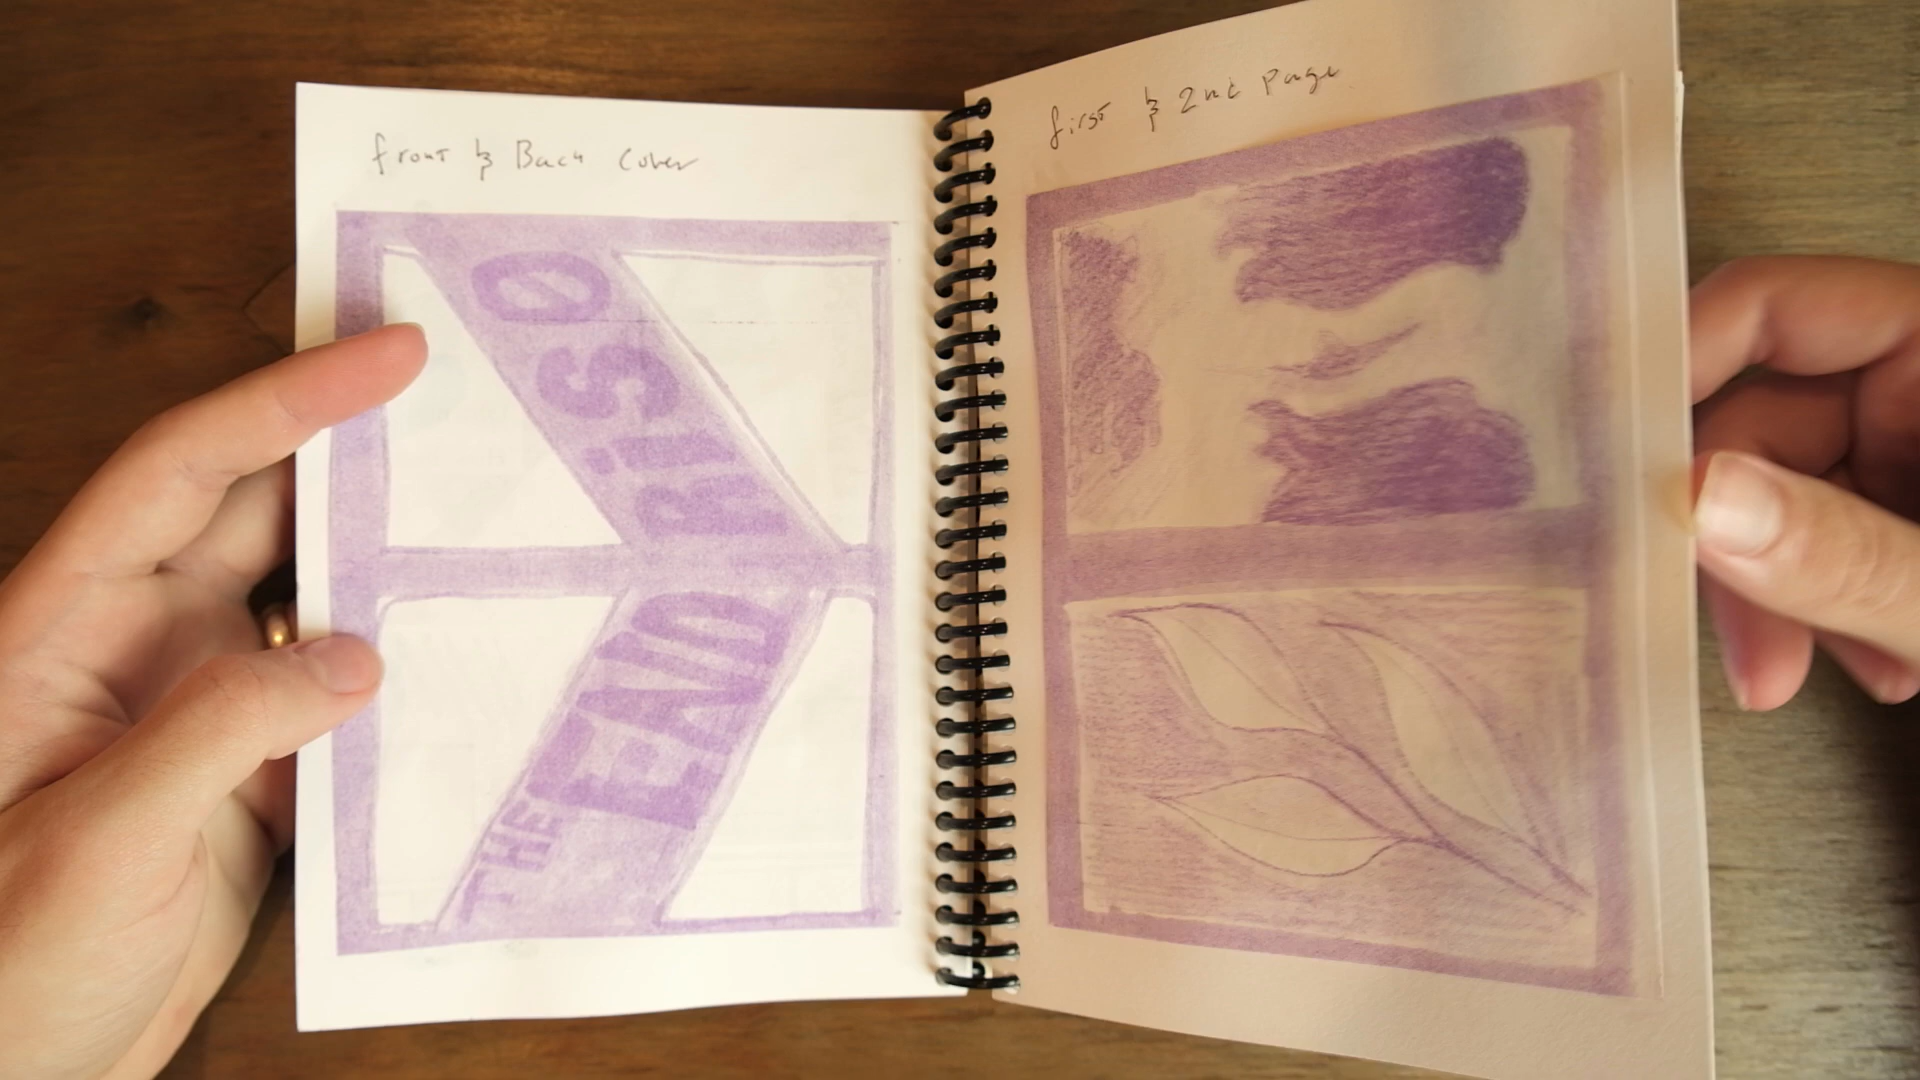 front & Back Cover
RiSO
THE END
first & 2nd Page